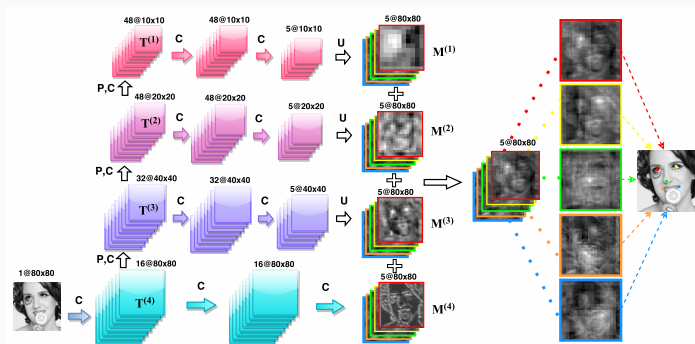 48@10x10 48@10x10 5@10x10 5@80x80
T(1) C C U M(1)
P,C
48@20x20 48@20x20 5@20x20 5@80x80
T(2) C C U M(2)
P,C
32@40x40 32@40x40 5@40x40 5@80x80 5@80x80
T(3) C C U M(3)
P,C
1@80x80 16@80x80 16@80x80 5@80x80
C T(4) C C M(4)